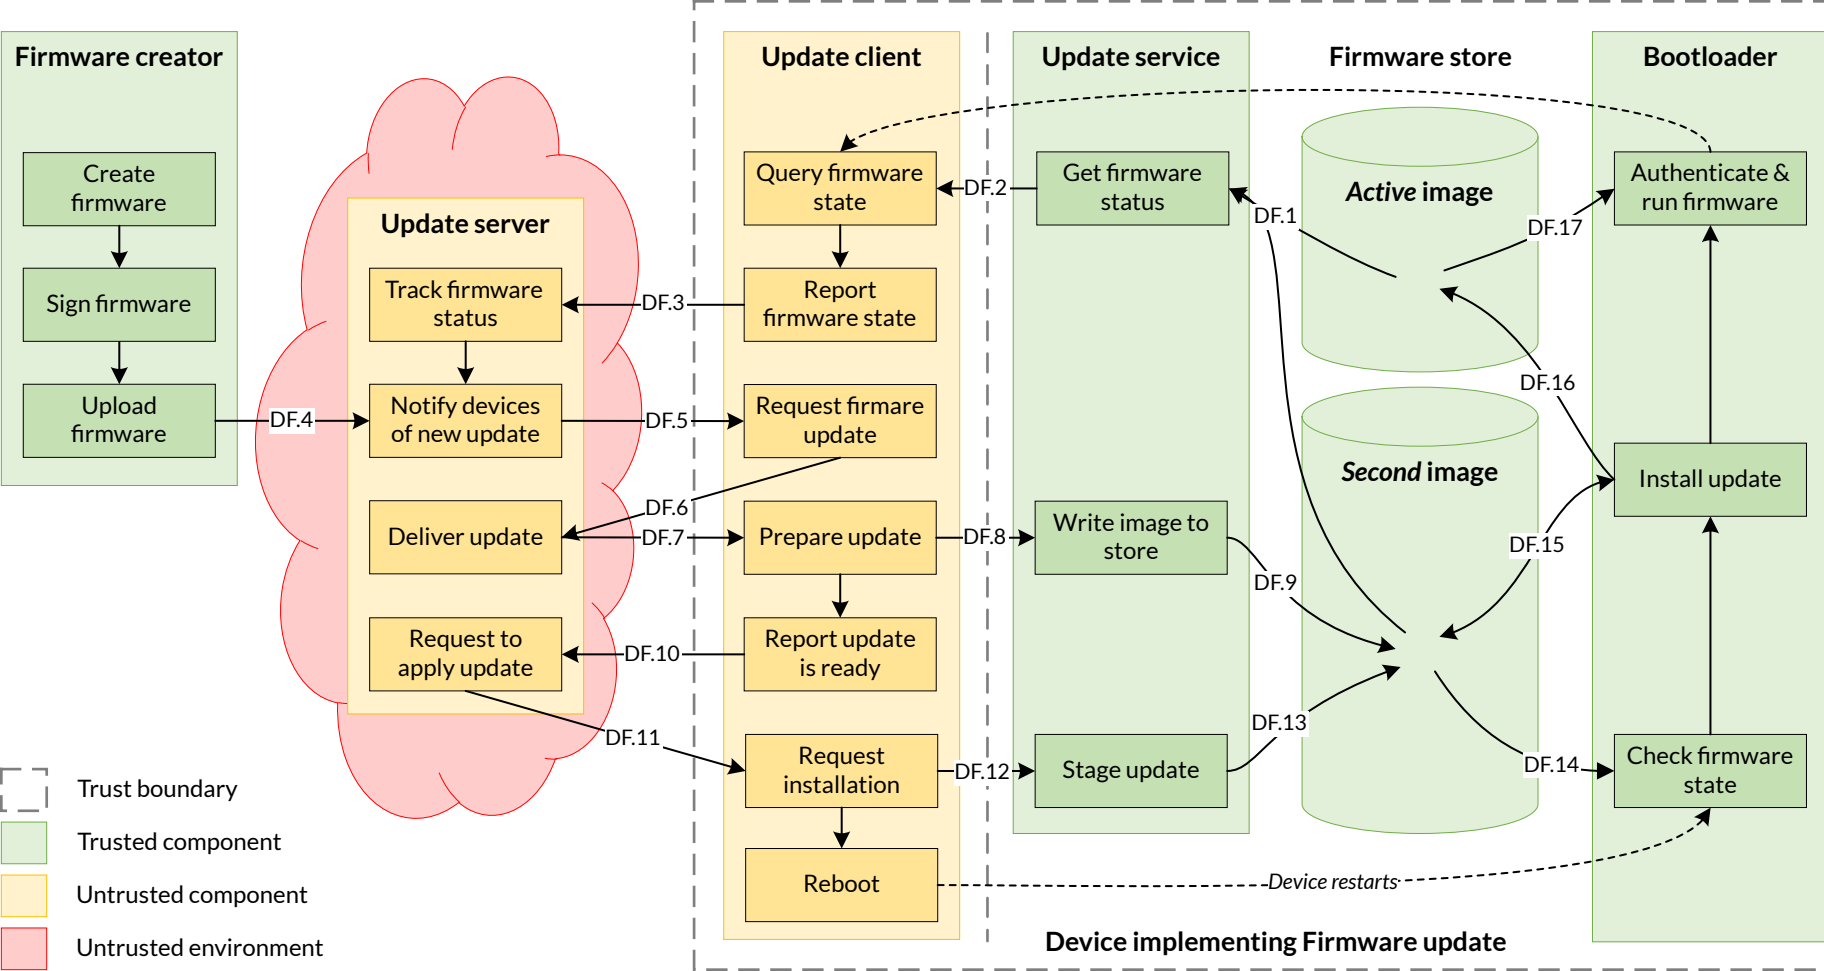 Firmware creator
Create
firmware
Sign firmware
Upload
firmware
DF.4
Update server
Track firmware
status
Notify devices
of new update
Deliver update
Request to
apply update
DF.3
DF.5
DF.6
DF.7
DF.10
DF.11
Update client
Query firmware
state
Report
firmware state
Request firmare
update
Prepare update
Report update
is ready
Request
installation
Reboot
DF.2
DF.8
DF.12
Update service
Get firmware
status
Write image to
store
Stage update
DF.1
DF.9
DF.13
Firmware store
Active image
Second image
DF.17
DF.16
DF.15
DF.14
Bootloader
Authenticate &
run firmware
Install update
Check firmware
state
Device restarts
Device implementing Firmware update
Trust boundary
Trusted component
Untrusted component
Untrusted environment